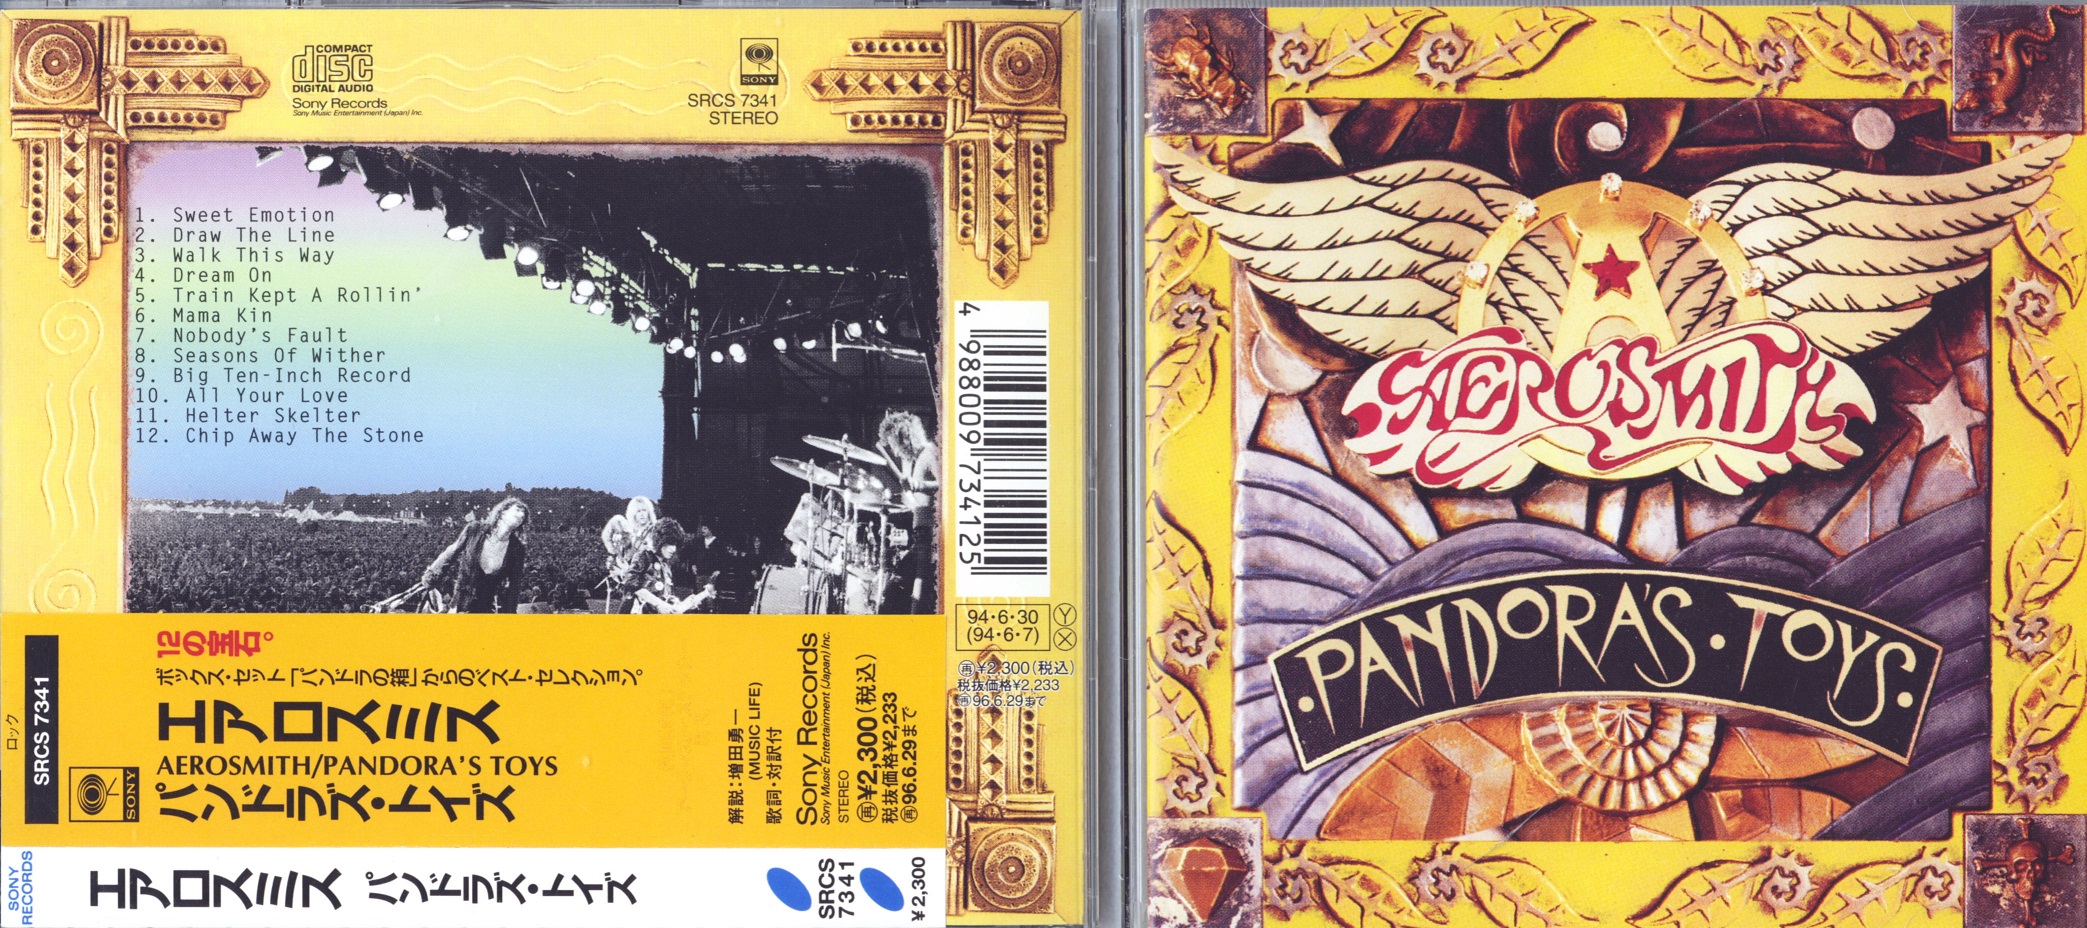 COMPACT
disc
DIGITAL AUDIO
Sony Records
Sony Music Entertainment (Japan) Inc.
SONY
SRCS 7341
STEREO
1. Sweet Emotion
2. Draw The Line
3. Walk This Way
4. Dream On
5. Train Kept A Rollin'
6. Mama Kin
7. Nobody's Fault
8. Seasons Of Wither
9. Big Ten-Inch Record
10. All Your Love
11. Helter Skelter
12. Chip Away The Stone
4 988009 734125
94・6・30
(94・6・7)
Y
X
再¥2,300(税込)
税抜価格¥2,233
再96.6.29まで
ロック
SRCS 7341
12の宝石。
ボックス・セット「パンドラの箱」からのベスト・セレクション。
エアロスミス
AEROSMITH/PANDORA'S TOYS
パンドラズ・トイズ
SONY
解説:増田勇一
(MUSIC LIFE)
歌詞・対訳付
Sony Records
Sony Music Entertainment (Japan) Inc.
STEREO
再¥2,300(税込)
税抜価格¥2,233
再96.6.29まで
SONY
RECORDS
エアロスミス パンドラズ・トイズ
SRCS
7341
¥2,300
AEROSMITH
・PANDORA'S・TOYS・